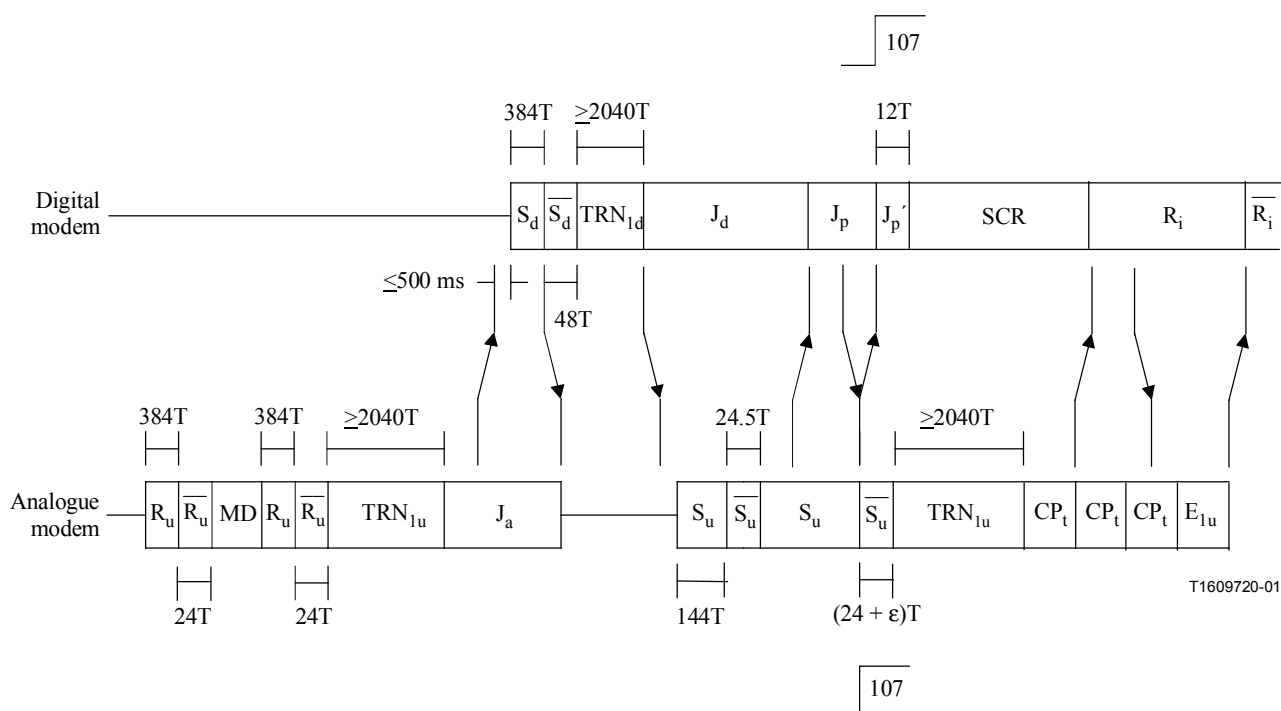 107
384T
≥2040T
12T
Digital
modem
S_d
S̅_d
TRN_1d
J_d
J_p
J_p´
SCR
R_i
R̅_i
≤500 ms
48T
384T
384T
≥2040T
24.5T
≥2040T
Analogue
modem
R_u
R̅_u
MD
R_u
R̅_u
TRN_1u
J_a
S_u
S̅_u
S_u
S̅_u
TRN_1u
CP_t
CP_t
CP_t
E_1u
T1609720-01
24T
24T
144T
(24 + ε)T
107